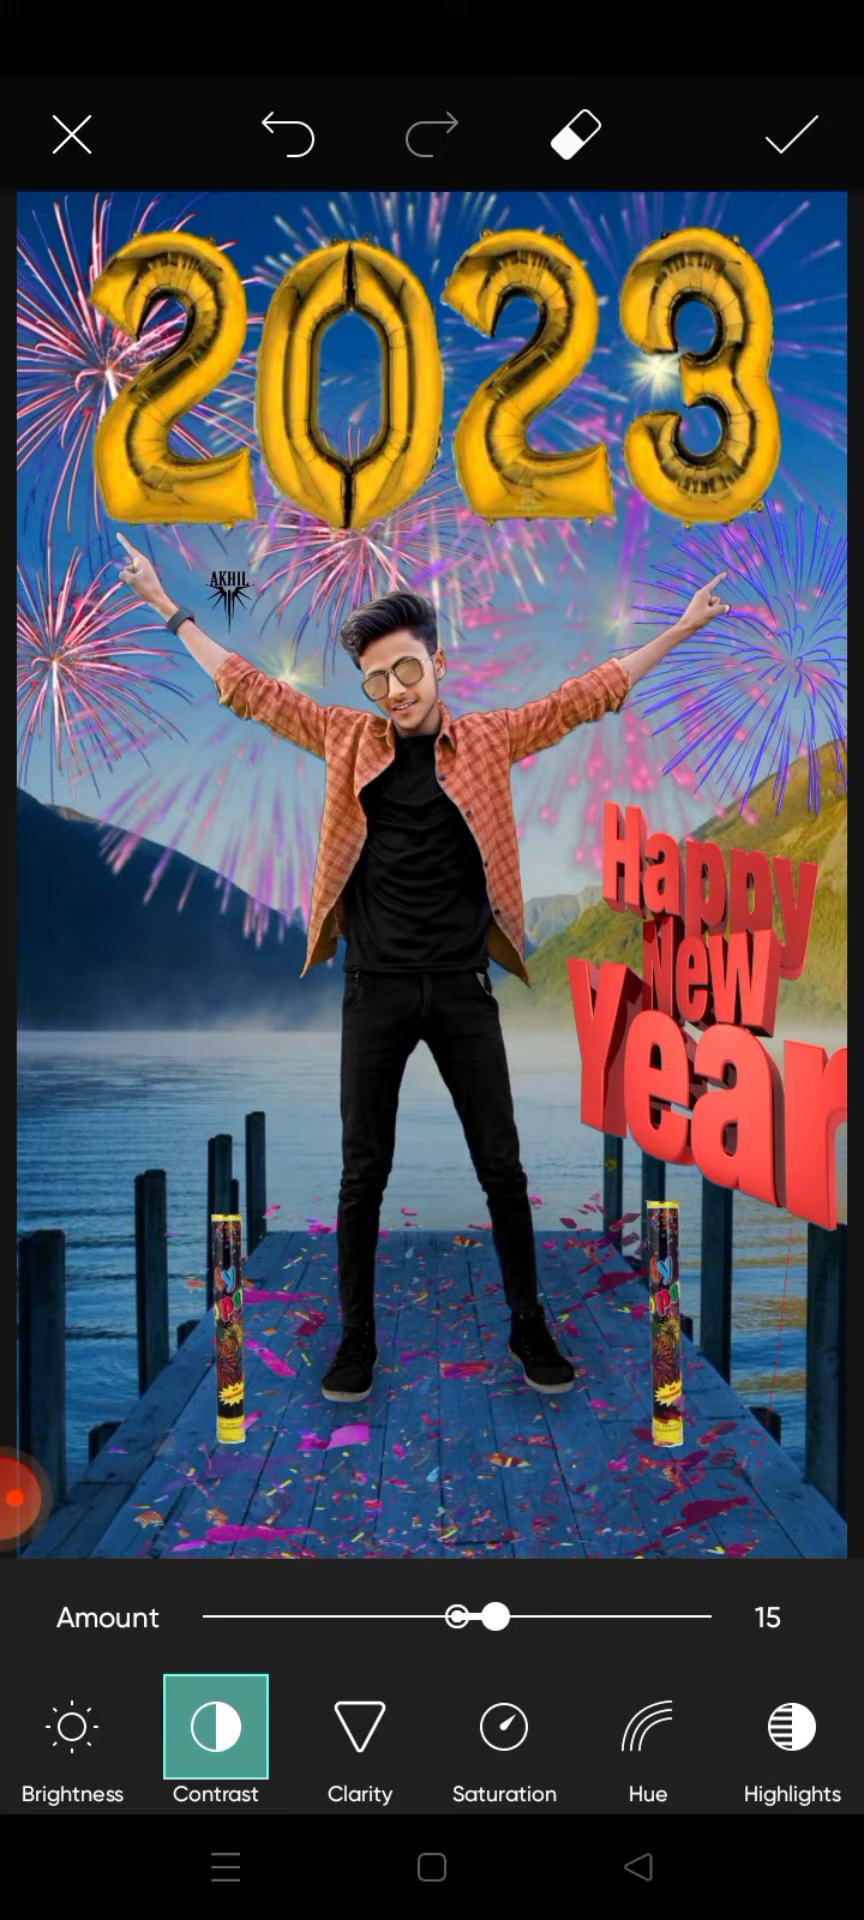 2023
AKHIL
Happy
New
Year
Amount
15
Brightness
Contrast
Clarity
Saturation
Hue
Highlights